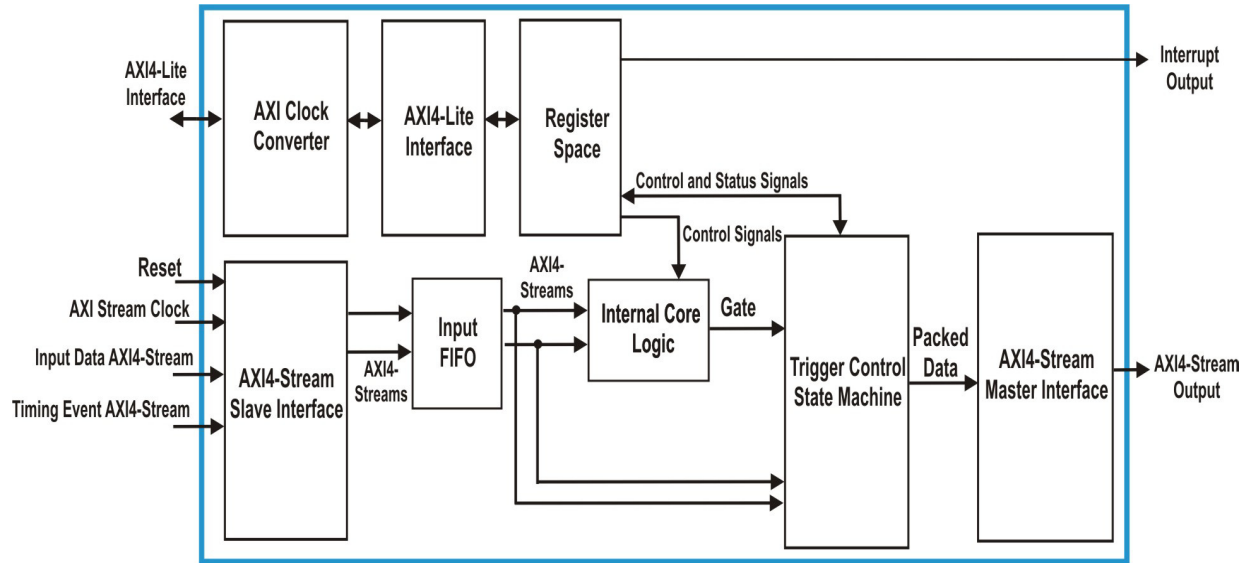 AXI4-Lite
Interface
AXI Clock
Converter
AXI4-Lite
Interface
Register
Space
Interrupt
Output
Control and Status Signals
Control Signals
Reset
AXI Stream Clock
Input Data AXI4-Stream
Timing Event AXI4-Stream
AXI4-Stream
Slave Interface
AXI4-
Streams
Input
FIFO
AXI4-
Streams
Internal Core
Logic
Gate
Trigger Control
State Machine
Packed
Data
AXI4-Stream
Master Interface
AXI4-Stream
Output